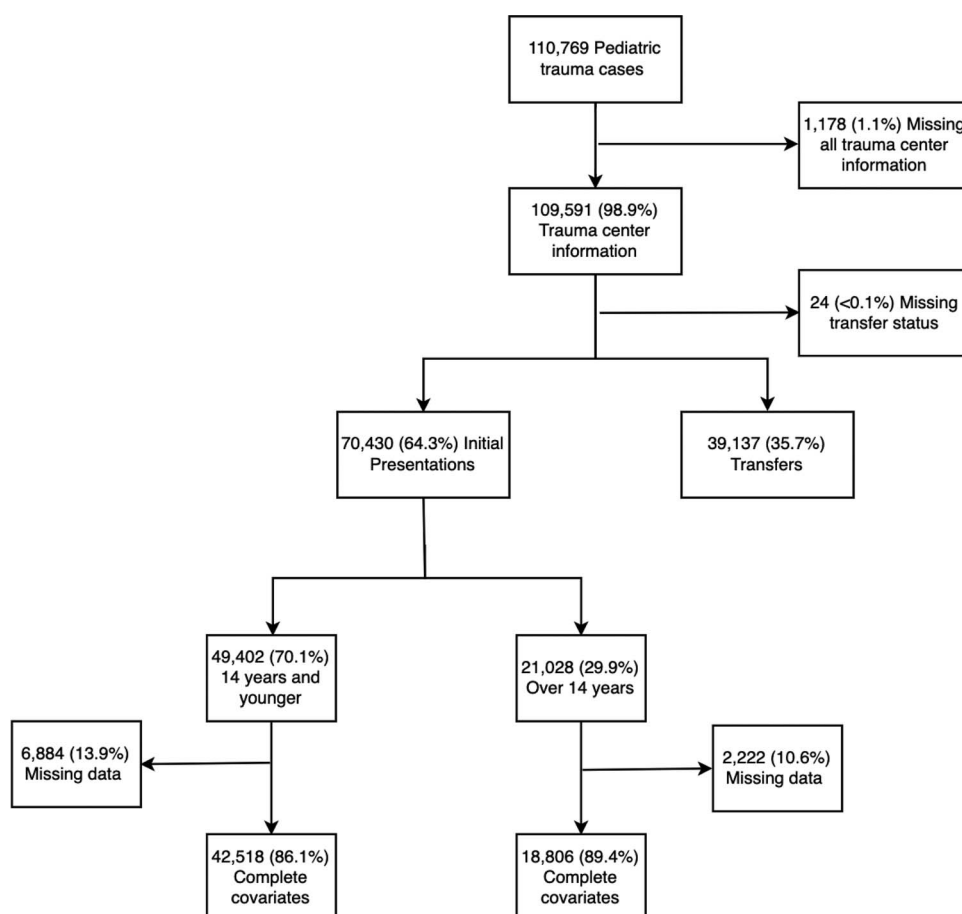 110,769 Pediatric
trauma cases
1,178 (1.1%) Missing
all trauma center
information
109,591 (98.9%)
Trauma center
information
24 (<0.1%) Missing
transfer status
70,430 (64.3%) Initial
Presentations
39,137 (35.7%)
Transfers
49,402 (70.1%)
14 years and
younger
21,028 (29.9%)
Over 14 years
6,884 (13.9%)
Missing data
2,222 (10.6%)
Missing data
42,518 (86.1%)
Complete
covariates
18,806 (89.4%)
Complete
covariates